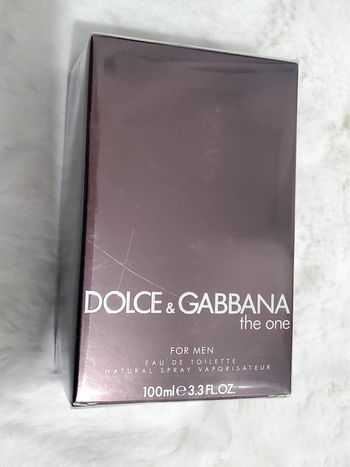 DOLCE & GABBANA
the one
FOR MEN
EAU DE TOILETTE
NATURAL SPRAY VAPORISATEUR
100ml ℮ 3.3 FL.OZ.